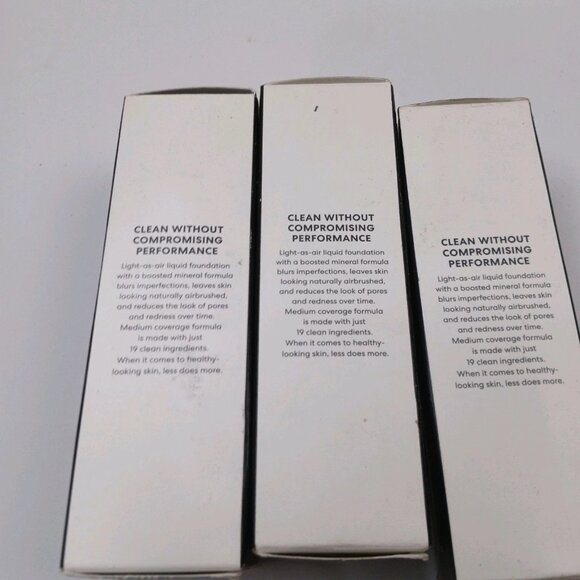 CLEAN WITHOUT
COMPROMISING
PERFORMANCE
Light-as-air liquid foundation
with a boosted mineral formula
blurs imperfections, leaves skin
looking naturally airbrushed,
and reduces the look of pores
and redness over time.
Medium coverage formula
is made with just
19 clean ingredients.
When it comes to healthy-
looking skin, less does more.
CLEAN WITHOUT
COMPROMISING
PERFORMANCE
Light-as-air liquid foundation
with a boosted mineral formula
blurs imperfections, leaves skin
looking naturally airbrushed,
and reduces the look of pores
and redness over time.
Medium coverage formula
is made with just
19 clean ingredients.
When it comes to healthy-
looking skin, less does more.
CLEAN WITHOUT
COMPROMISING
PERFORMANCE
Light-as-air liquid foundation
with a boosted mineral formula
blurs imperfections, leaves skin
looking naturally airbrushed,
and reduces the look of pores
and redness over time.
Medium coverage formula
is made with just
19 clean ingredients.
When it comes to healthy-
looking skin, less does more.